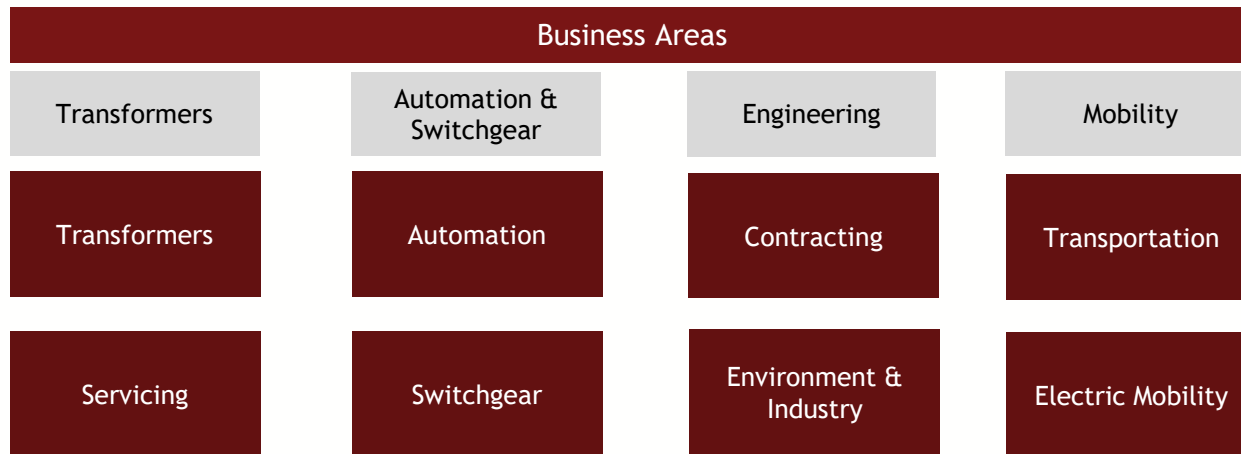 Business Areas
Transformers
Automation &
Switchgear
Engineering
Mobility
Transformers
Automation
Contracting
Transportation
Servicing
Switchgear
Environment &
Industry
Electric Mobility